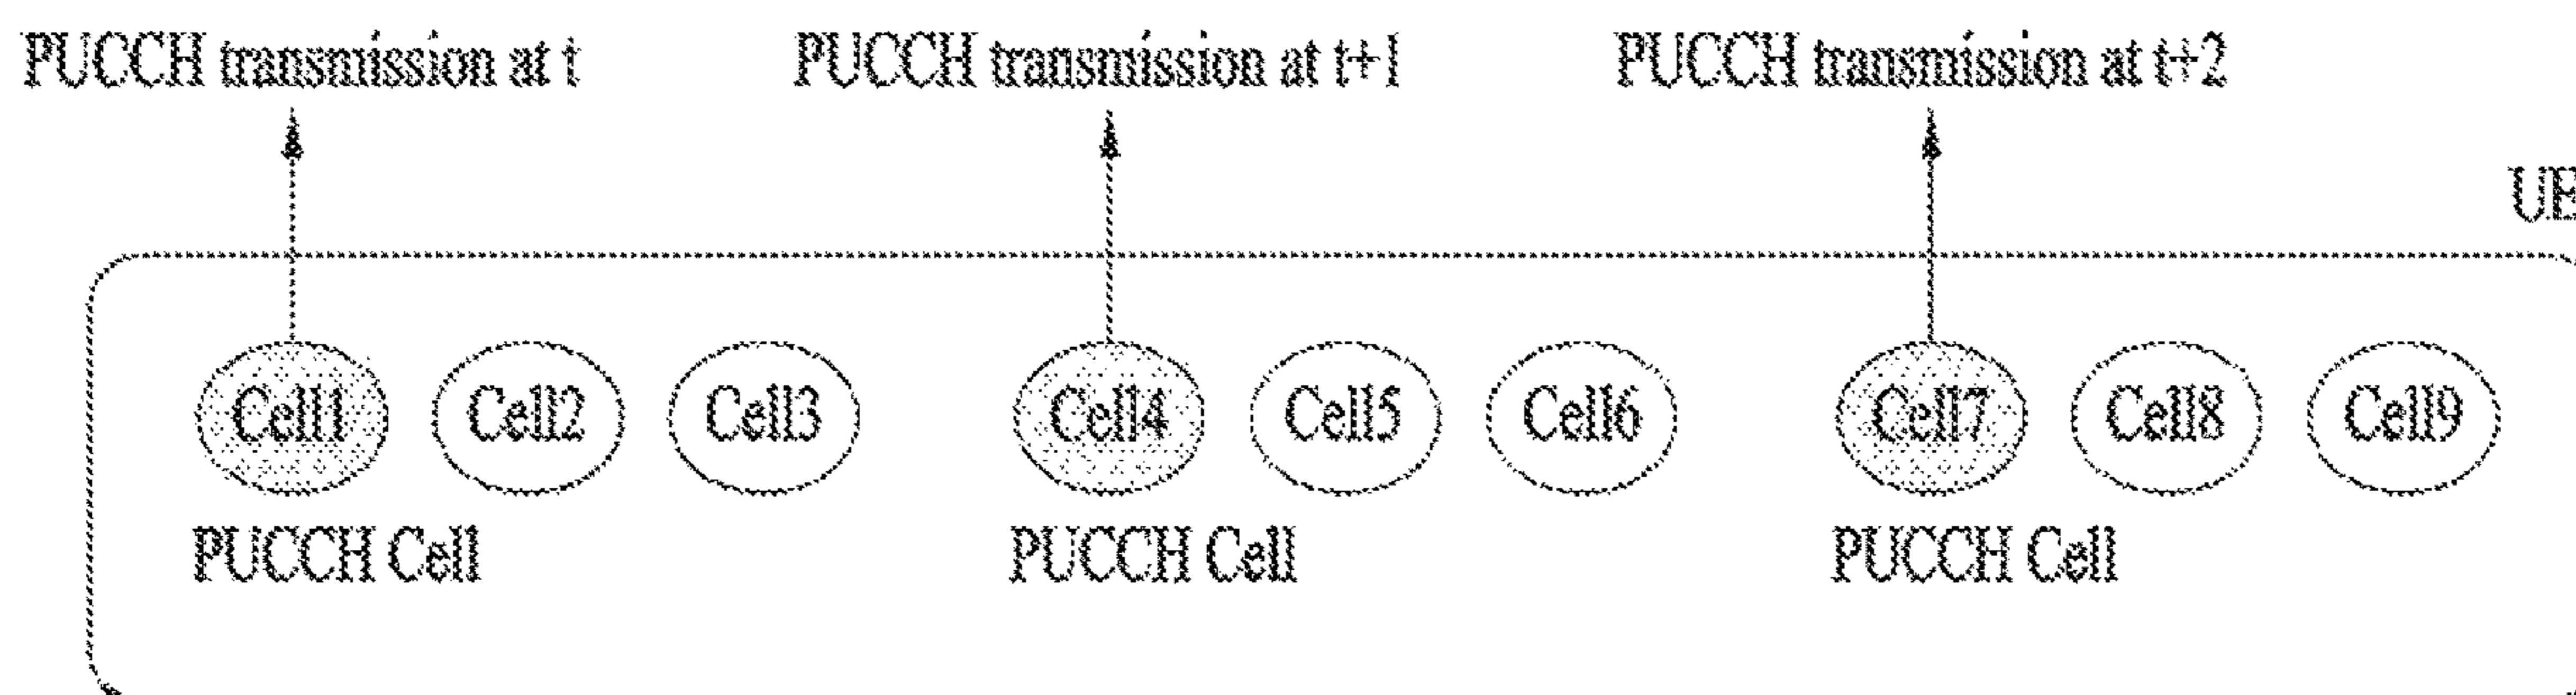 PUCCH transmission at t PUCCH transmission at t+1 PUCCH transmission at t+2
UE
Cell1 Cell2 Cell3 Cell4 Cell5 Cell6 Cell7 Cell8 Cell9
PUCCH Cell PUCCH Cell PUCCH Cell